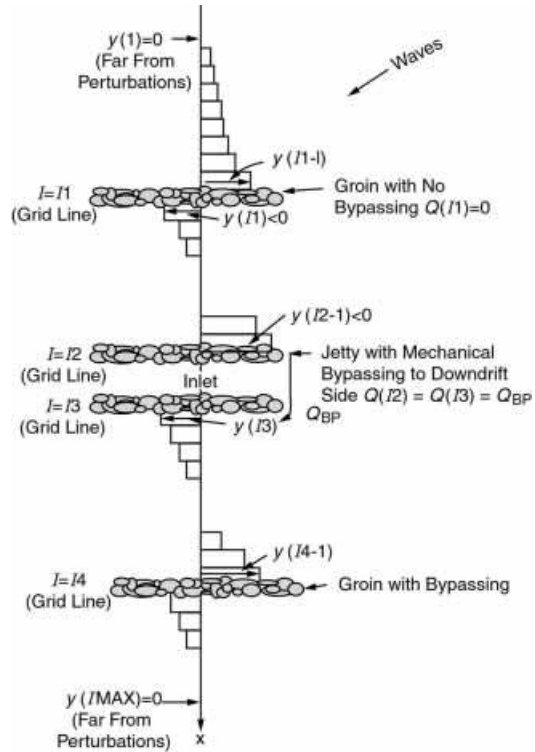 y(1)=0
(Far From
Perturbations)
Waves
y(I1-I)
I=I1
(Grid Line)
Groin with No
Bypassing Q(I1)=0
y(I1)<0
y(I2-1)<0
I=I2
(Grid Line)
Jetty with Mechanical
Bypassing to Downdrift
Side Q(I2) = Q(I3) = QBP
Inlet
I=I3
(Grid Line)
y(I3)
QBP
y(I4-1)
I=I4
(Grid Line)
Groin with Bypassing
y(IMAX)=0
(Far From
Perturbations)
x